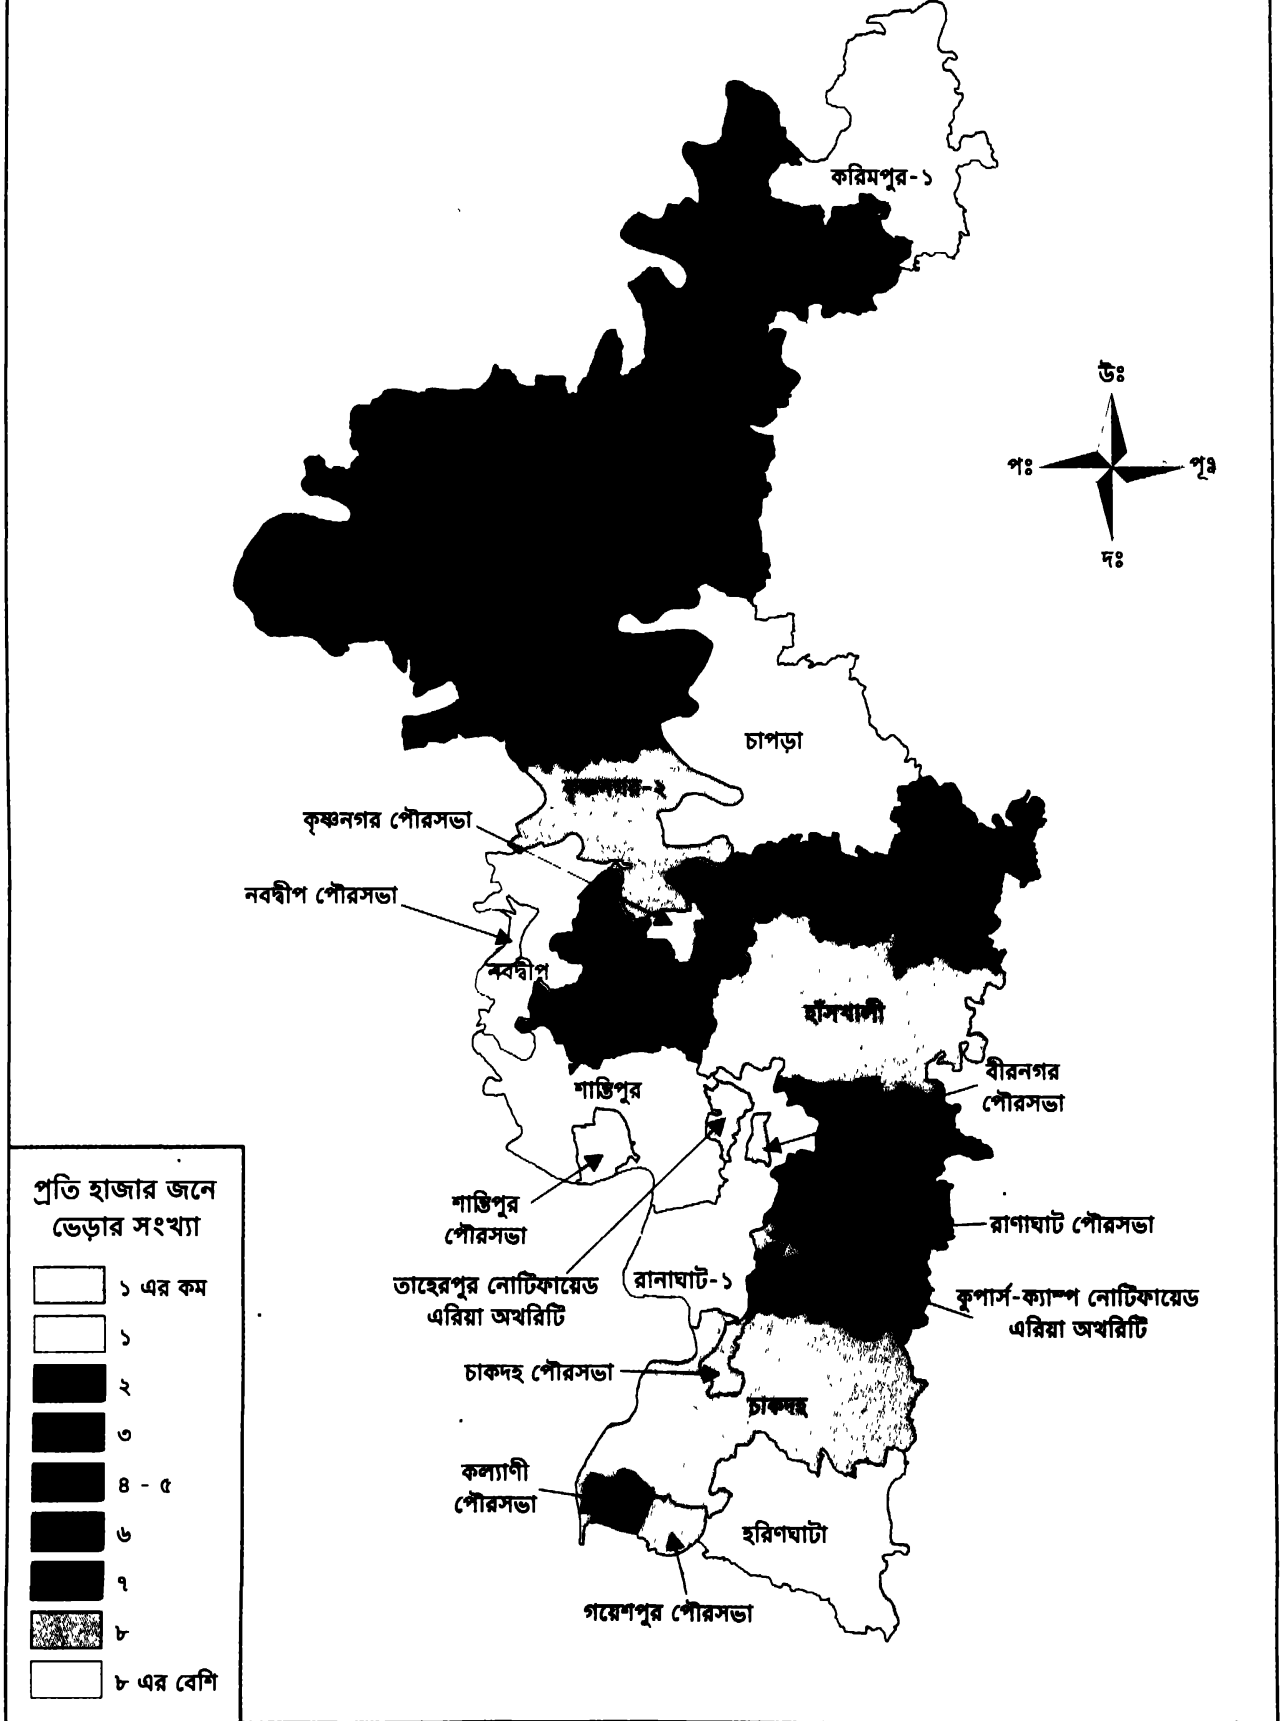 করিমপুর-১
উঃ
পঃ
পূঃ
দঃ
চাপড়া
কৃষ্ণনগর-২
কৃষ্ণনগর পৌরসভা
নবদ্বীপ পৌরসভা
নবদ্বীপ
হাঁসখালী
বীরনগর
পৌরসভা
শান্তিপুর
শান্তিপুর
পৌরসভা
রাণাঘাট পৌরসভা
তাহেরপুর নোটিফায়েড
এরিয়া অথরিটি
রানাঘাট-১
কুপার্স-ক্যাম্প নোটিফায়েড
এরিয়া অথরিটি
চাকদহ পৌরসভা
চাকদহ
কল্যাণী
পৌরসভা
হরিণঘাটা
গয়েশপুর পৌরসভা
প্রতি হাজার জনে
ভেড়ার সংখ্যা
১ এর কম
১
২
৩
৪ - ৫
৬
৭
৮
৮ এর বেশি